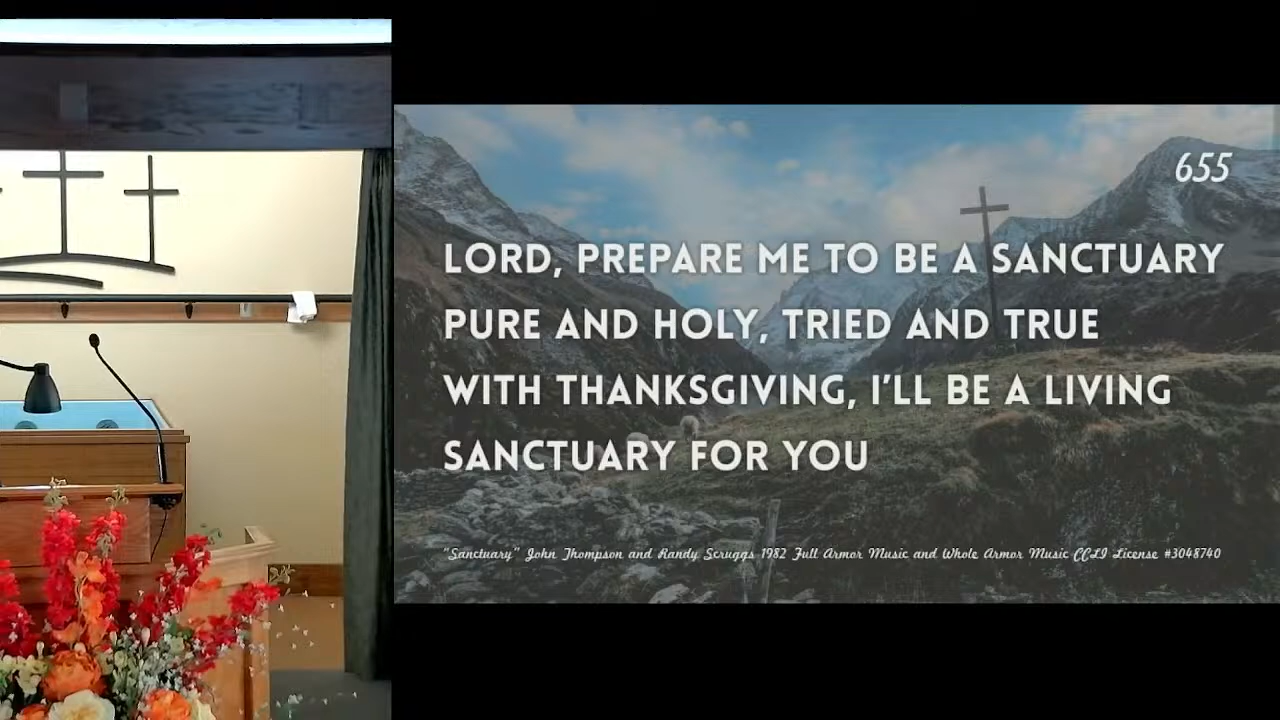 655
LORD, PREPARE ME TO BE A SANCTUARY
PURE AND HOLY, TRIED AND TRUE
WITH THANKSGIVING, I'LL BE A LIVING
SANCTUARY FOR YOU
"Sanctuary" John Thompson and Randy Scruggs 1982 Full Armor Music and Whole Armor Music CCLI License #3048740